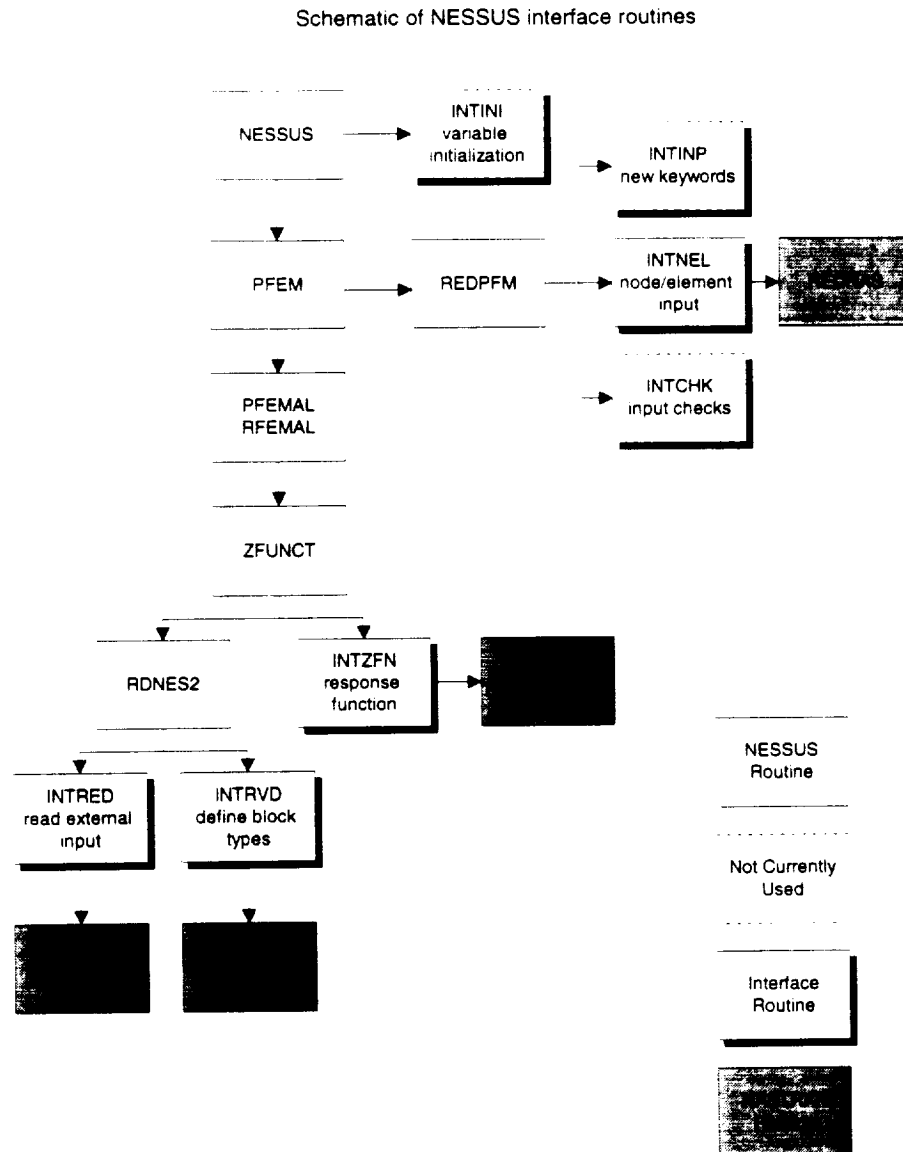 Schematic of NESSUS interface routines
NESSUS
INTINI
variable
initialization
INTINP
new keywords
PFEM
REDPFM
INTNEL
node/element
input
PFEMAL
RFEMAL
INTCHK
input checks
ZFUNCT
RDNES2
INTZFN
response
function
INTRED
read external
input
INTRVD
define block
types
NESSUS
Routine
Not Currently
Used
Interface
Routine